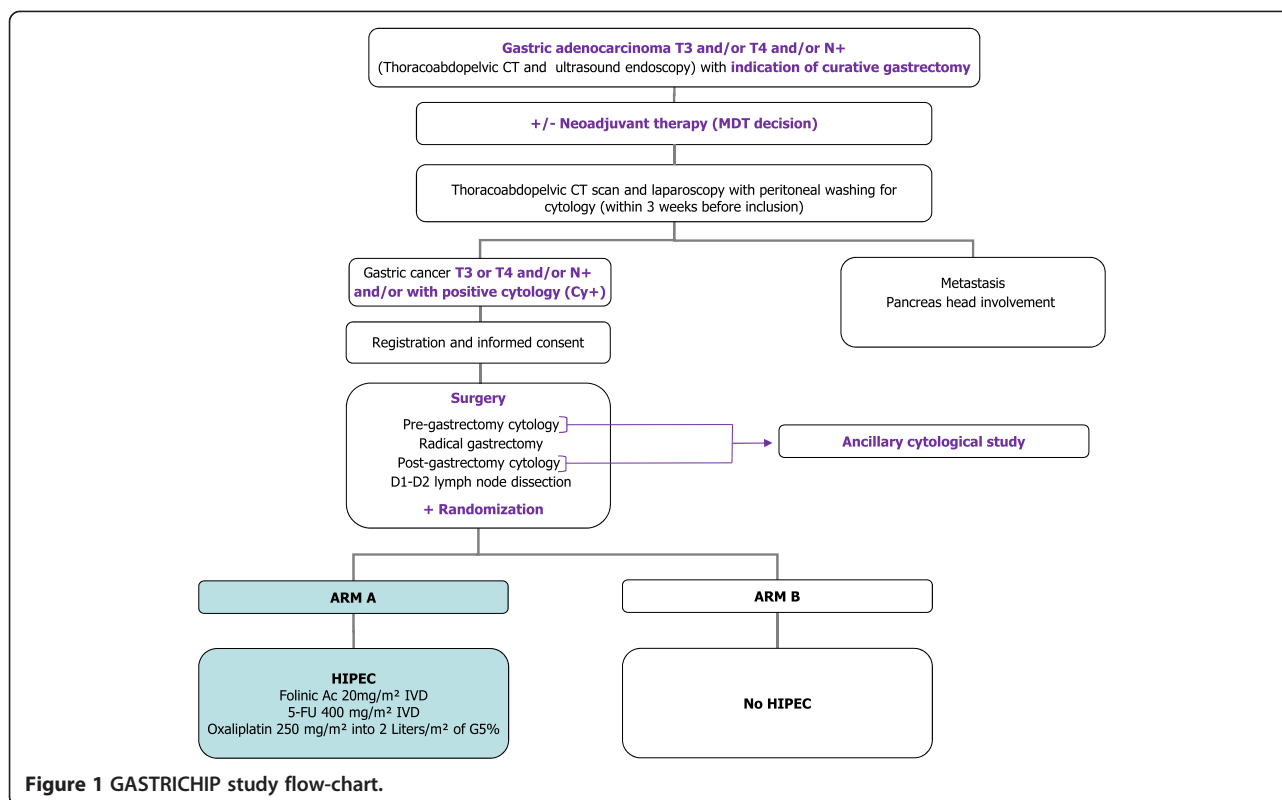 Gastric adenocarcinoma T3 and/or T4 and/or N+
(Thoracoabdopelvic CT and ultrasound endoscopy) with indication of curative gastrectomy
+/- Neoadjuvant therapy (MDT decision)
Thoracoabdopelvic CT scan and laparoscopy with peritoneal washing for
cytology (within 3 weeks before inclusion)
Gastric cancer T3 or T4 and/or N+
and/or with positive cytology (Cy+)
Metastasis
Pancreas head involvement
Registration and informed consent
Surgery
Pre-gastrectomy cytology
Radical gastrectomy
Post-gastrectomy cytology
D1-D2 lymph node dissection
+ Randomization
Ancillary cytological study
ARM A
ARM B
HIPEC
Folinic Ac 20mg/m² IVD
5-FU 400 mg/m² IVD
Oxaliplatin 250 mg/m² into 2 Liters/m² of G5%
No HIPEC
Figure 1 GASTRICHIP study flow-chart.